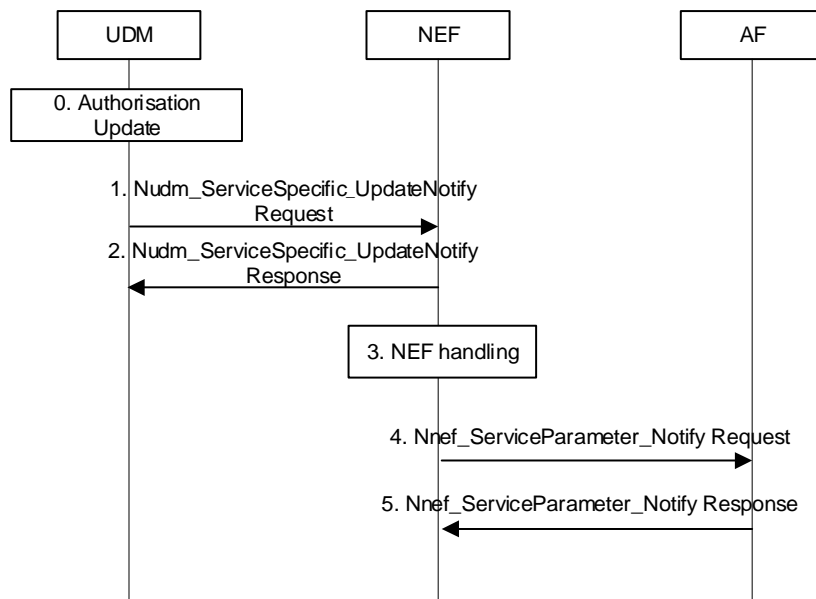 UDM
NEF
AF
0. Authorisation
Update
1. Nudm_ServiceSpecific_UpdateNotify
Request
2. Nudm_ServiceSpecific_UpdateNotify
Response
3. NEF handling
4. Nnef_ServiceParameter_Notify Request
5. Nnef_ServiceParameter_Notify Response